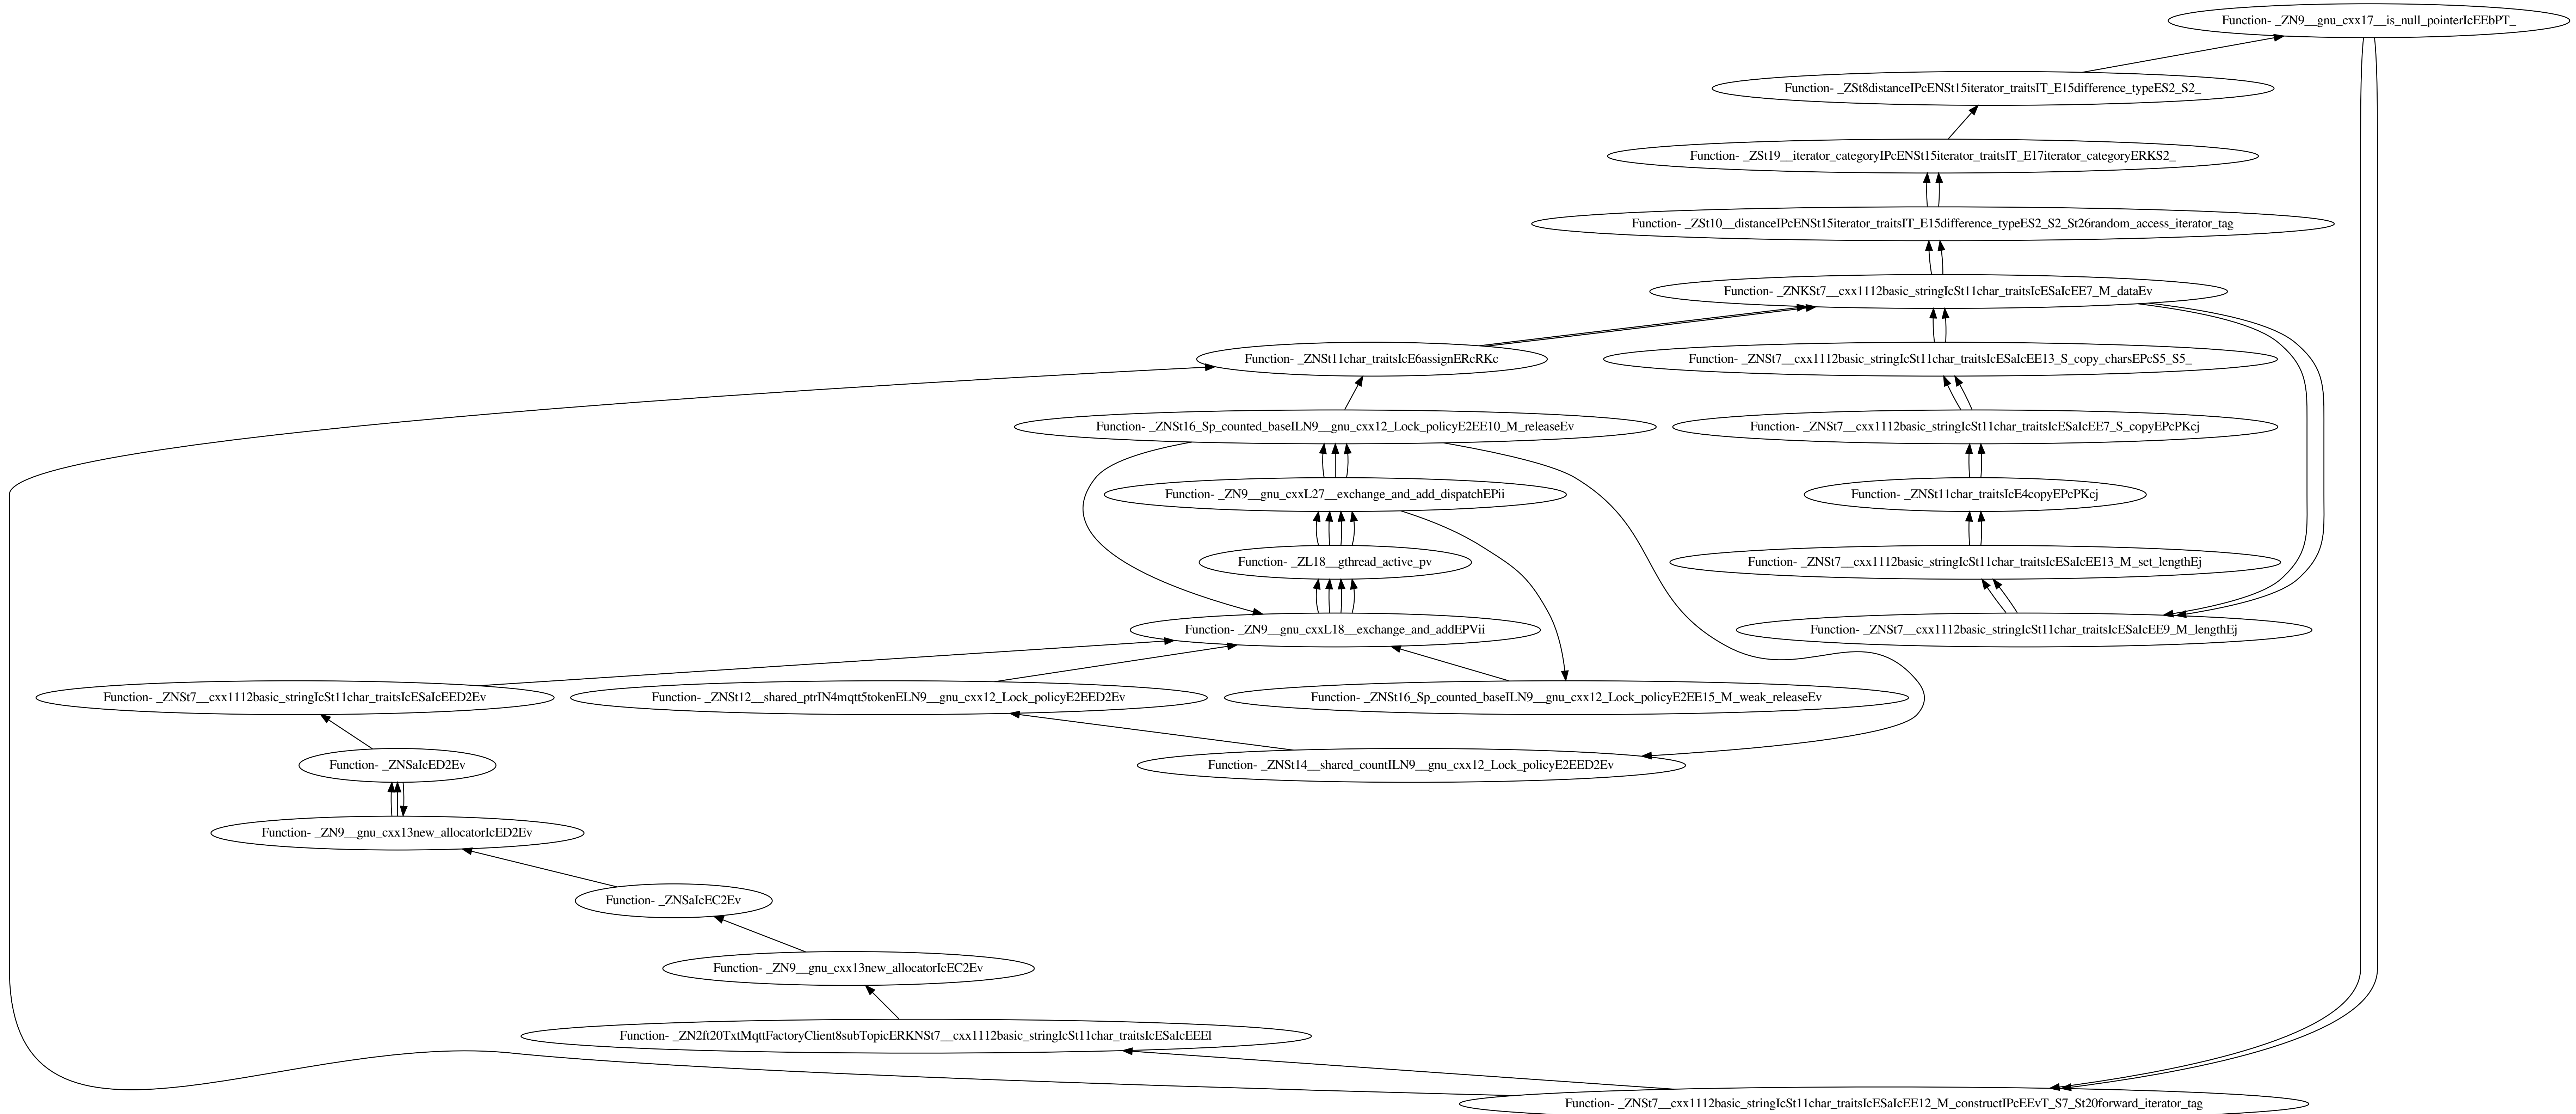 Function- _ZN9__gnu_cxx17__is_null_pointerIcEEbPT_
Function- _ZSt8distanceIPcENSt15iterator_traitsIT_E15difference_typeES2_S2_
Function- _ZSt19__iterator_categoryIPcENSt15iterator_traitsIT_E17iterator_categoryERKS2_
Function- _ZSt10__distanceIPcENSt15iterator_traitsIT_E15difference_typeES2_S2_St26random_access_iterator_tag
Function- _ZNKSt7__cxx1112basic_stringIcSt11char_traitsIcESaIcEE7_M_dataEv
Function- _ZNSt11char_traitsIcE6assignERcRKc
Function- _ZNSt7__cxx1112basic_stringIcSt11char_traitsIcESaIcEE13_S_copy_charsEPcS5_S5_
Function- _ZNSt16_Sp_counted_baseILN9__gnu_cxx12_Lock_policyE2EE10_M_releaseEv
Function- _ZNSt7__cxx1112basic_stringIcSt11char_traitsIcESaIcEE7_S_copyEPcPKcj
Function- _ZN9__gnu_cxxL27__exchange_and_add_dispatchEPii
Function- _ZNSt11char_traitsIcE4copyEPcPKcj
Function- _ZL18__gthread_active_pv
Function- _ZNSt7__cxx1112basic_stringIcSt11char_traitsIcESaIcEE13_M_set_lengthEj
Function- _ZN9__gnu_cxxL18__exchange_and_addEPVii
Function- _ZNSt7__cxx1112basic_stringIcSt11char_traitsIcESaIcEE9_M_lengthEj
Function- _ZNSt7__cxx1112basic_stringIcSt11char_traitsIcESaIcEED2Ev
Function- _ZNSt12__shared_ptrIN4mqtt5tokenELN9__gnu_cxx12_Lock_policyE2EED2Ev
Function- _ZNSt16_Sp_counted_baseILN9__gnu_cxx12_Lock_policyE2EE15_M_weak_releaseEv
Function- _ZNSaIcED2Ev
Function- _ZNSt14__shared_countILN9__gnu_cxx12_Lock_policyE2EED2Ev
Function- _ZN9__gnu_cxx13new_allocatorIcED2Ev
Function- _ZNSaIcEC2Ev
Function- _ZN9__gnu_cxx13new_allocatorIcEC2Ev
Function- _ZN2ft20TxtMqttFactoryClient8subTopicERKNSt7__cxx1112basic_stringIcSt11char_traitsIcESaIcEEEl
Function- _ZNSt7__cxx1112basic_stringIcSt11char_traitsIcESaIcEE12_M_constructIPcEEvT_S7_St20forward_iterator_tag